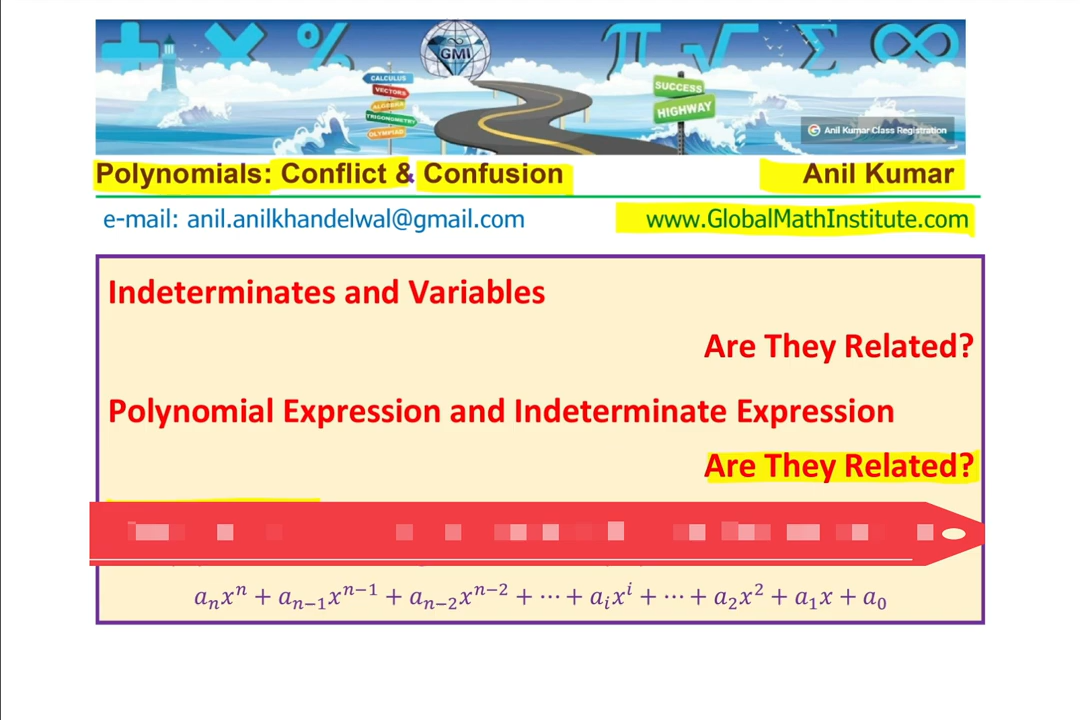 GMI
CALCULUS
VECTORS
ALGEBRA
TRIGONOMETRY
OLYMPIAD
SUCCESS
HIGHWAY
Anil Kumar Class Registration
Polynomials: Conflict & Confusion Anil Kumar
e-mail: anil.anilkhandelwal@gmail.com www.GlobalMathInstitute.com
Indeterminates and Variables
Are They Related?
Polynomial Expression and Indeterminate Expression
Are They Related?
aₙxⁿ + aₙ₋₁xⁿ⁻¹ + aₙ₋₂xⁿ⁻² + ⋯ + aᵢxⁱ + ⋯ + a₂x² + a₁x + a₀